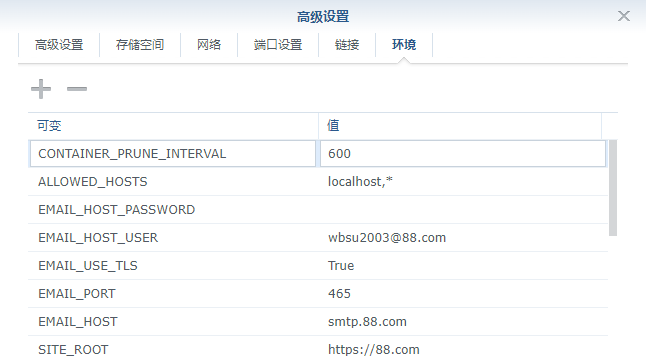 高级设置
高级设置 存储空间 网络 端口设置 链接 环境
可变 值
CONTAINER_PRUNE_INTERVAL 600
ALLOWED_HOSTS localhost,*
EMAIL_HOST_PASSWORD
EMAIL_HOST_USER wbsu2003@88.com
EMAIL_USE_TLS True
EMAIL_PORT 465
EMAIL_HOST smtp.88.com
SITE_ROOT https://88.com